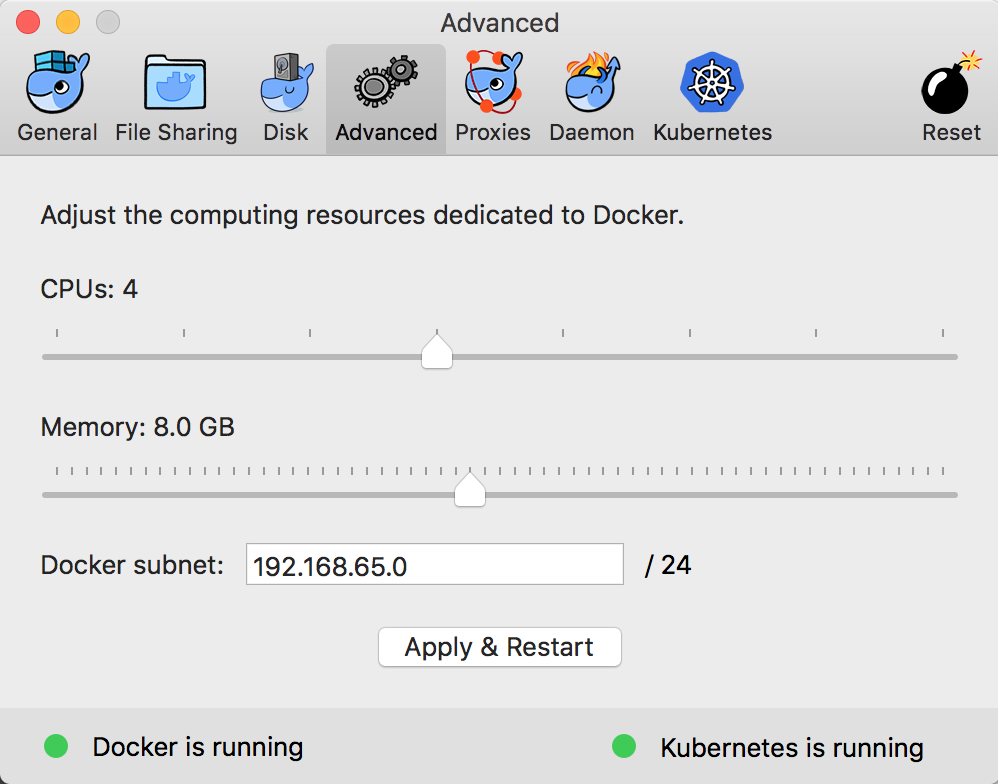 Advanced
General File Sharing Disk Advanced Proxies Daemon Kubernetes Reset
Adjust the computing resources dedicated to Docker.
CPUs: 4
Memory: 8.0 GB
Docker subnet: 192.168.65.0 / 24
Apply & Restart
Docker is running Kubernetes is running